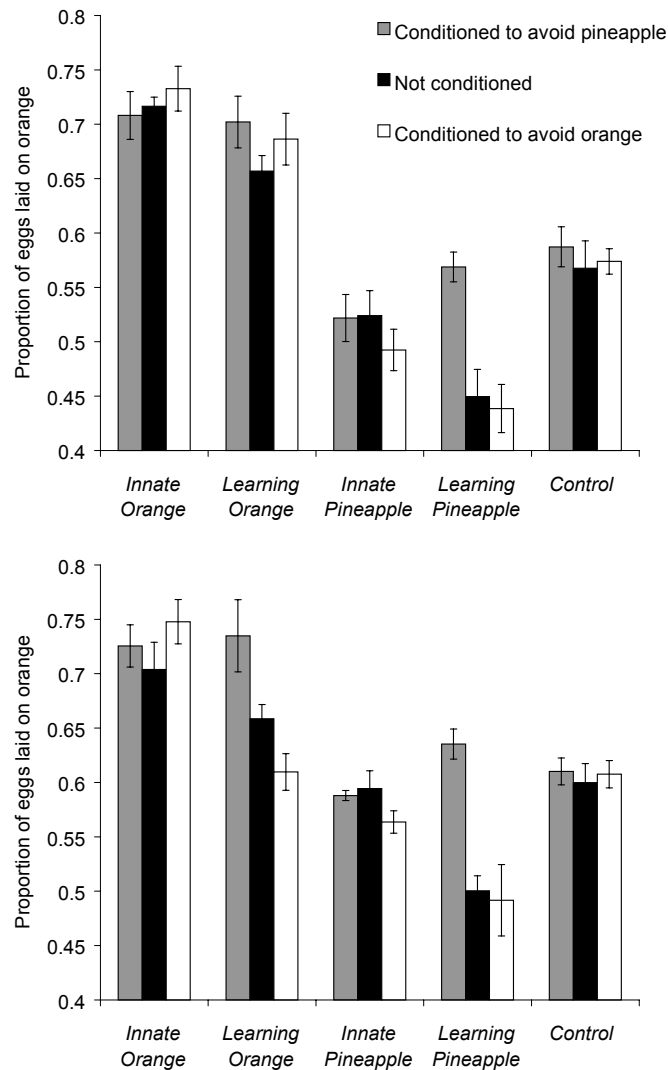 0.8
0.75
0.7
0.65
0.6
0.55
0.5
0.45
0.4
Proportion of eggs laid on orange
Conditioned to avoid pineapple
Not conditioned
Conditioned to avoid orange
Innate Learning Innate Learning Control
Orange Orange Pineapple Pineapple
0.8
0.75
0.7
0.65
0.6
0.55
0.5
0.45
0.4
Proportion of eggs laid on orange
Innate Learning Innate Learning Control
Orange Orange Pineapple Pineapple